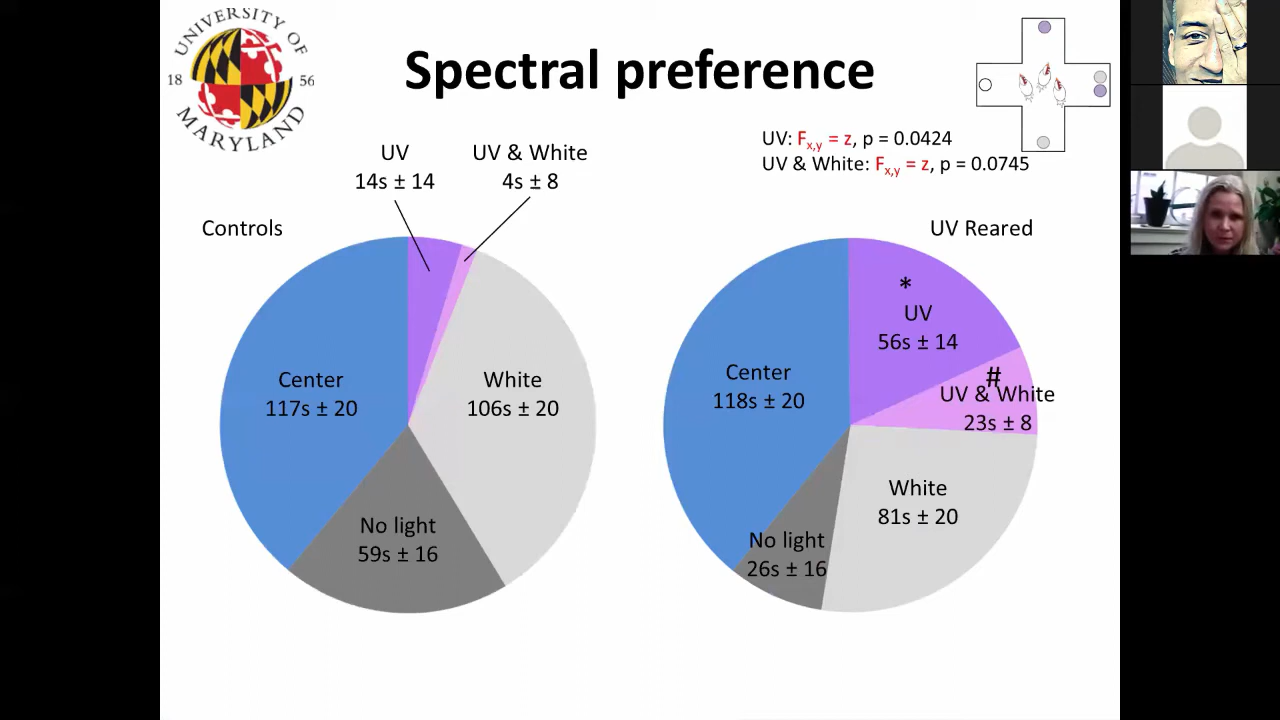 UNIVERSITY OF
18 56
MARYLAND
Spectral preference
UV: Fx,y = z, p = 0.0424
UV & White: Fx,y = z, p = 0.0745
UV
14s ± 14
UV & White
4s ± 8
Controls
Center
117s ± 20
White
106s ± 20
No light
59s ± 16
UV Reared
*
UV
56s ± 14
#
UV & White
23s ± 8
Center
118s ± 20
White
81s ± 20
No light
26s ± 16